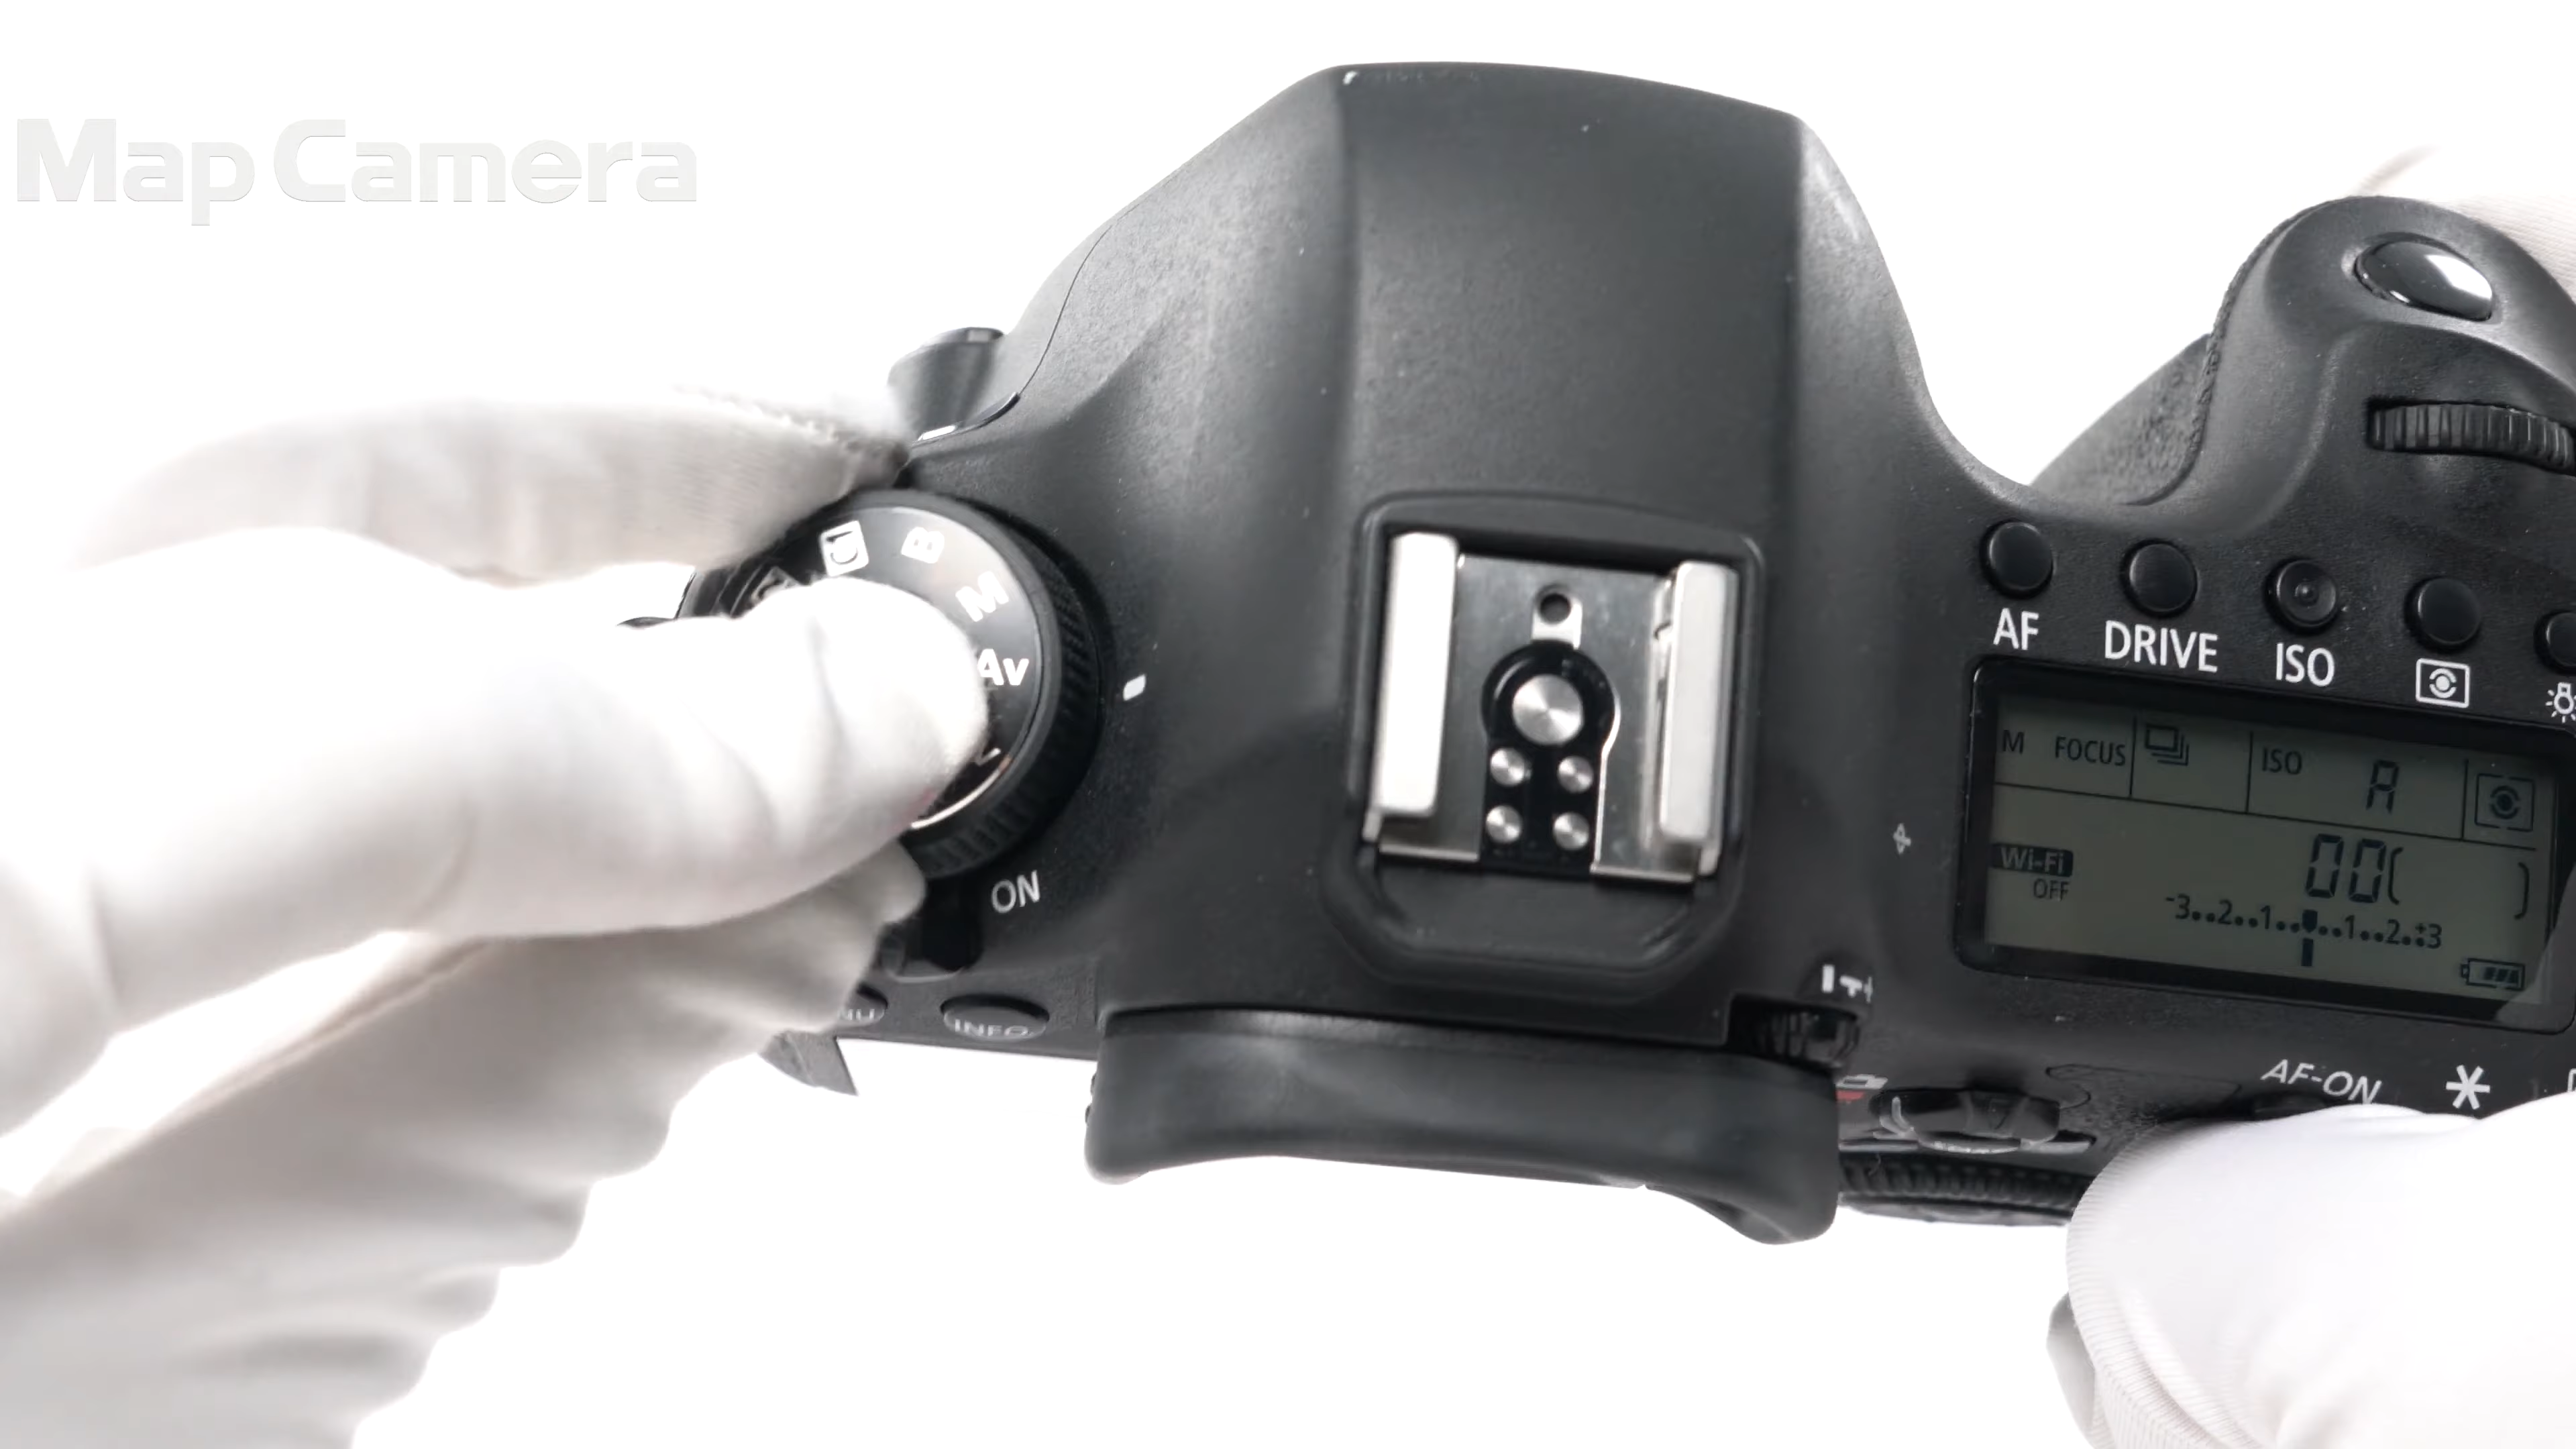 Map Camera
B
M
Av
ON
INFO.
AF
DRIVE
ISO
M FOCUS
ISO A
Wi-Fi
OFF
00( )
-3..2..1..0..1..2..+3
AF-ON